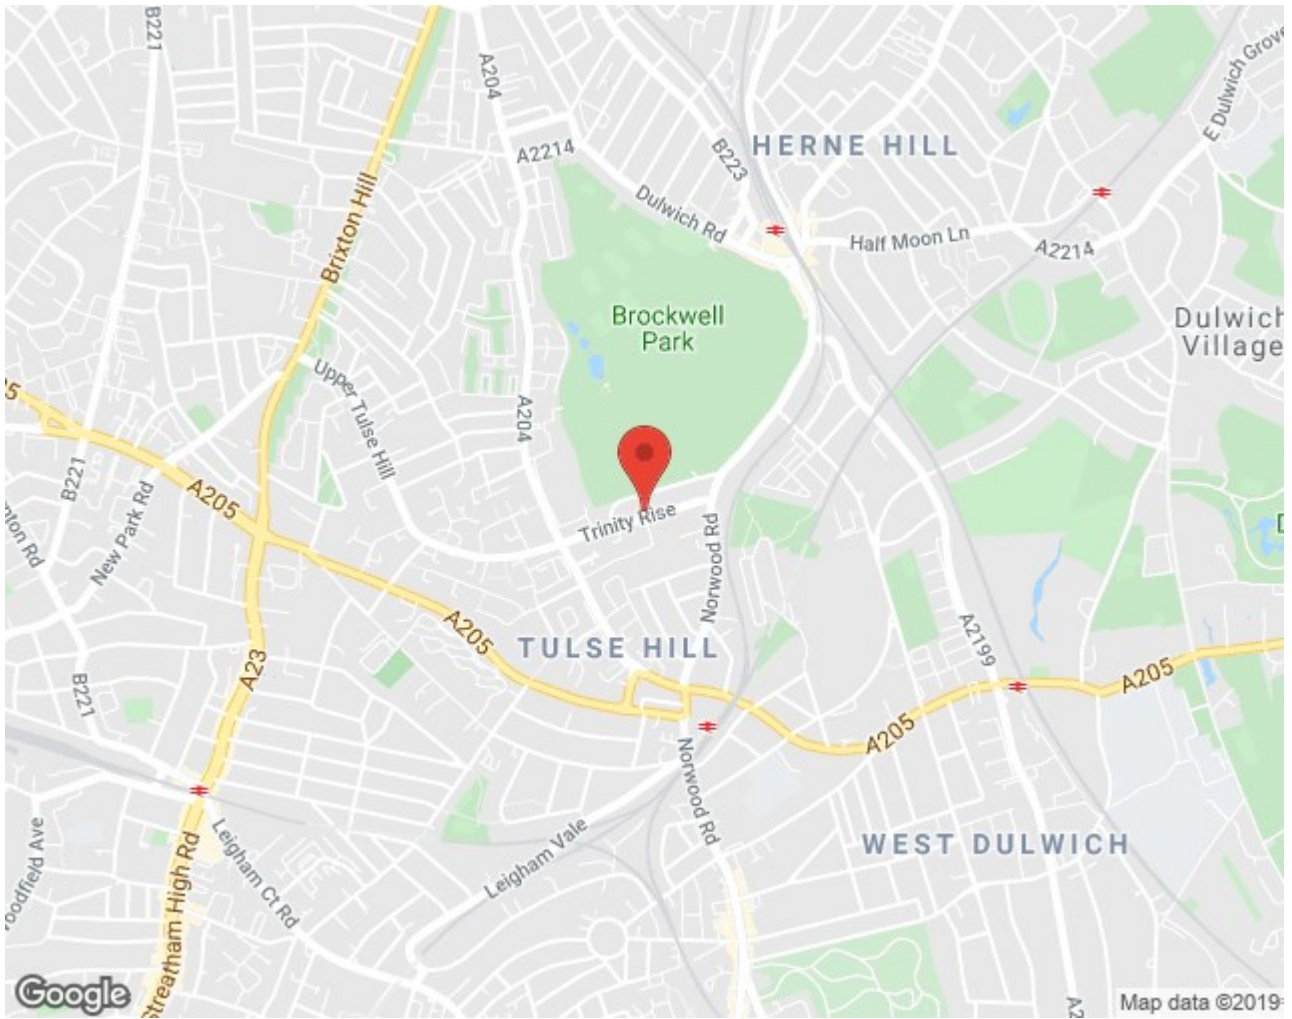 B221
A204
E Dulwich Grove
HERNE HILL
B223
A2214
Dulwich Rd
Brixton Hill
Half Moon Ln
A2214
Brockwell
Park
Dulwich
Village
Upper Tulse Hill
A204
B221
A205
New Park Rd
Trinity Rise
Norwood Rd
A205
TULSE HILL
A2199
A23
B221
A205
A205
Norwood Rd
Leigham Vale
WEST DULWICH
Leigham Ct Rd
Streatham High Rd
Google
Map data ©2019